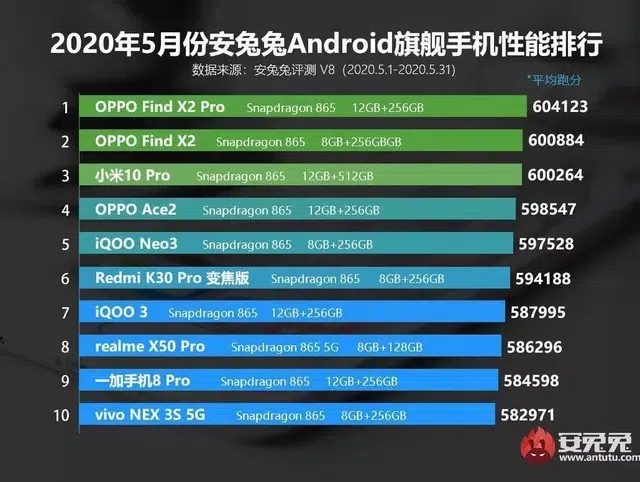 2020年5月份安兔兔Android旗舰手机性能排行
数据来源：安兔兔评测 V8（2020.5.1-2020.5.31）
*平均跑分
1 OPPO Find X2 Pro Snapdragon 865 12GB+256GB 604123
2 OPPO Find X2 Snapdragon 865 8GB+256GBGB 600884
3 小米10 Pro Snapdragon 865 12GB+512GB 600264
4 OPPO Ace2 Snapdragon 865 12GB+256GB 598547
5 iQOO Neo3 Snapdragon 865 8GB+256GB 597528
6 Redmi K30 Pro 变焦版 Snapdragon 865 8GB+256GB 594188
7 iQOO 3 Snapdragon 865 12GB+256GB 587995
8 realme X50 Pro Snapdragon 865 5G 8GB+128GB 586296
9 一加手机8 Pro Snapdragon 865 12GB+256GB 584598
10 vivo NEX 3S 5G Snapdragon 865 8GB+256GB 582971
安兔兔
www.antutu.com